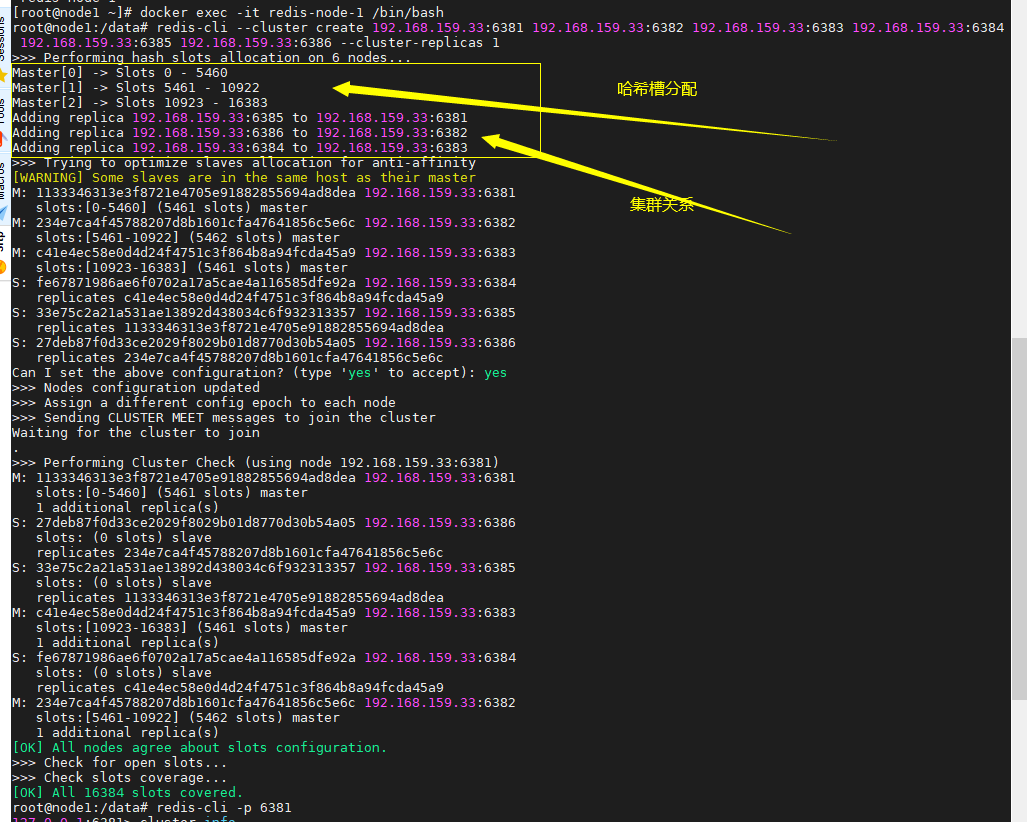 [root@node1 ~]# docker exec -it redis-node-1 /bin/bash
root@node1:/data# redis-cli --cluster create 192.168.159.33:6381 192.168.159.33:6382 192.168.159.33:6383 192.168.159.33:6384
192.168.159.33:6385 192.168.159.33:6386 --cluster-replicas 1
>>> Performing hash slots allocation on 6 nodes...
Master[0] -> Slots 0 - 5460
Master[1] -> Slots 5461 - 10922
哈希槽分配
Master[2] -> Slots 10923 - 16383
Adding replica 192.168.159.33:6385 to 192.168.159.33:6381
Adding replica 192.168.159.33:6386 to 192.168.159.33:6382
Adding replica 192.168.159.33:6384 to 192.168.159.33:6383
>>> Trying to optimize slaves allocation for anti-affinity
[WARNING] Some slaves are in the same host as their master
M: 1133346313e3f8721e4705e91882855694ad8dea 192.168.159.33:6381
slots:[0-5460] (5461 slots) master
集群关系
M: 234e7ca4f45788207d8b1601cfa47641856c5e6c 192.168.159.33:6382
slots:[5461-10922] (5462 slots) master
M: c41e4ec58e0d4d24f4751c3f864b8a94fcda45a9 192.168.159.33:6383
slots:[10923-16383] (5461 slots) master
S: fe67871986ae6f0702a17a5cae4a116585dfe92a 192.168.159.33:6384
replicates c41e4ec58e0d4d24f4751c3f864b8a94fcda45a9
S: 33e75c2a21a531ae13892d438034c6f932313357 192.168.159.33:6385
replicates 1133346313e3f8721e4705e91882855694ad8dea
S: 27deb87f0d33ce2029f8029b01d8770d30b54a05 192.168.159.33:6386
replicates 234e7ca4f45788207d8b1601cfa47641856c5e6c
Can I set the above configuration? (type 'yes' to accept): yes
>>> Nodes configuration updated
>>> Assign a different config epoch to each node
>>> Sending CLUSTER MEET messages to join the cluster
Waiting for the cluster to join
.
>>> Performing Cluster Check (using node 192.168.159.33:6381)
M: 1133346313e3f8721e4705e91882855694ad8dea 192.168.159.33:6381
slots:[0-5460] (5461 slots) master
1 additional replica(s)
S: 27deb87f0d33ce2029f8029b01d8770d30b54a05 192.168.159.33:6386
slots: (0 slots) slave
replicates 234e7ca4f45788207d8b1601cfa47641856c5e6c
S: 33e75c2a21a531ae13892d438034c6f932313357 192.168.159.33:6385
slots: (0 slots) slave
replicates 1133346313e3f8721e4705e91882855694ad8dea
M: c41e4ec58e0d4d24f4751c3f864b8a94fcda45a9 192.168.159.33:6383
slots:[10923-16383] (5461 slots) master
1 additional replica(s)
S: fe67871986ae6f0702a17a5cae4a116585dfe92a 192.168.159.33:6384
slots: (0 slots) slave
replicates c41e4ec58e0d4d24f4751c3f864b8a94fcda45a9
M: 234e7ca4f45788207d8b1601cfa47641856c5e6c 192.168.159.33:6382
slots:[5461-10922] (5462 slots) master
1 additional replica(s)
[OK] All nodes agree about slots configuration.
>>> Check for open slots...
>>> Check slots coverage...
[OK] All 16384 slots covered.
root@node1:/data# redis-cli -p 6381